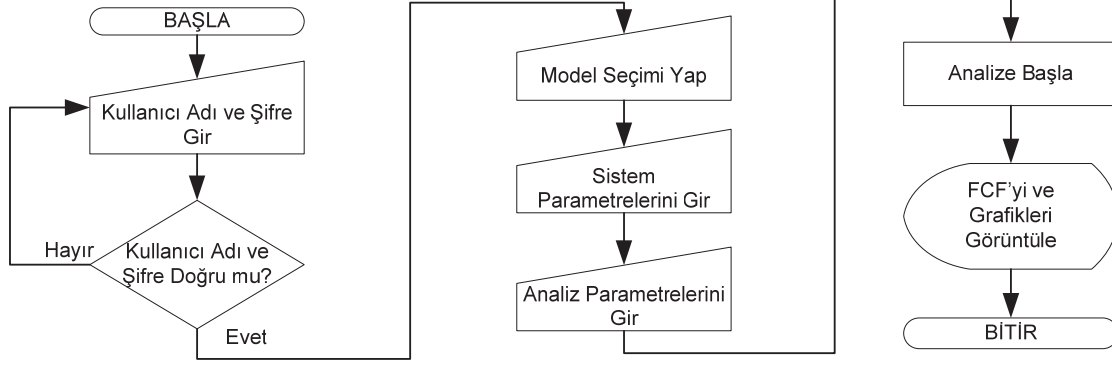 BAŞLA
Kullanıcı Adı ve Şifre
Gir
Hayır
Kullanıcı Adı ve
Şifre Doğru mu?
Evet
Model Seçimi Yap
Sistem
Parametrelerini Gir
Analiz Parametrelerini
Gir
Analize Başla
FCF'yi ve
Grafikleri
Görüntüle
BİTİR